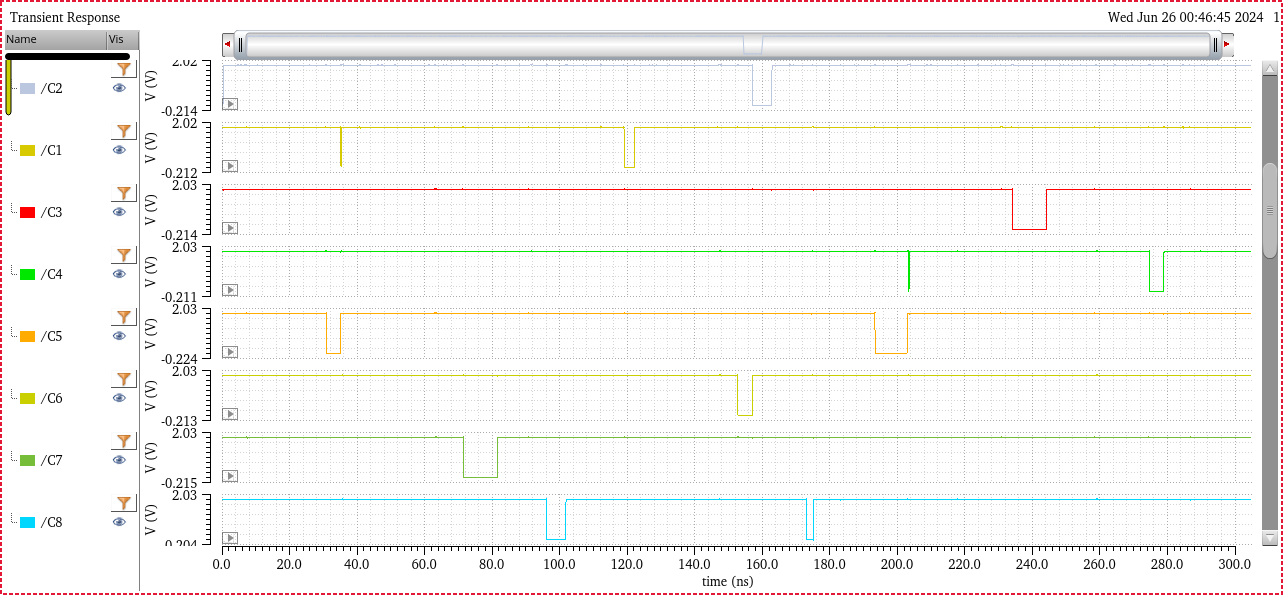 Transient Response
Wed Jun 26 00:46:45 2024 1
Name Vis
/C2
2.02
V (V)
-0.214
/C1
2.02
V (V)
-0.212
/C3
2.03
V (V)
-0.214
/C4
2.03
V (V)
-0.211
/C5
2.03
V (V)
-0.224
/C6
2.03
V (V)
-0.213
/C7
2.03
V (V)
-0.215
/C8
2.03
V (V)
0.0 20.0 40.0 60.0 80.0 100.0 120.0 140.0 160.0 180.0 200.0 220.0 240.0 260.0 280.0 300.0
time (ns)